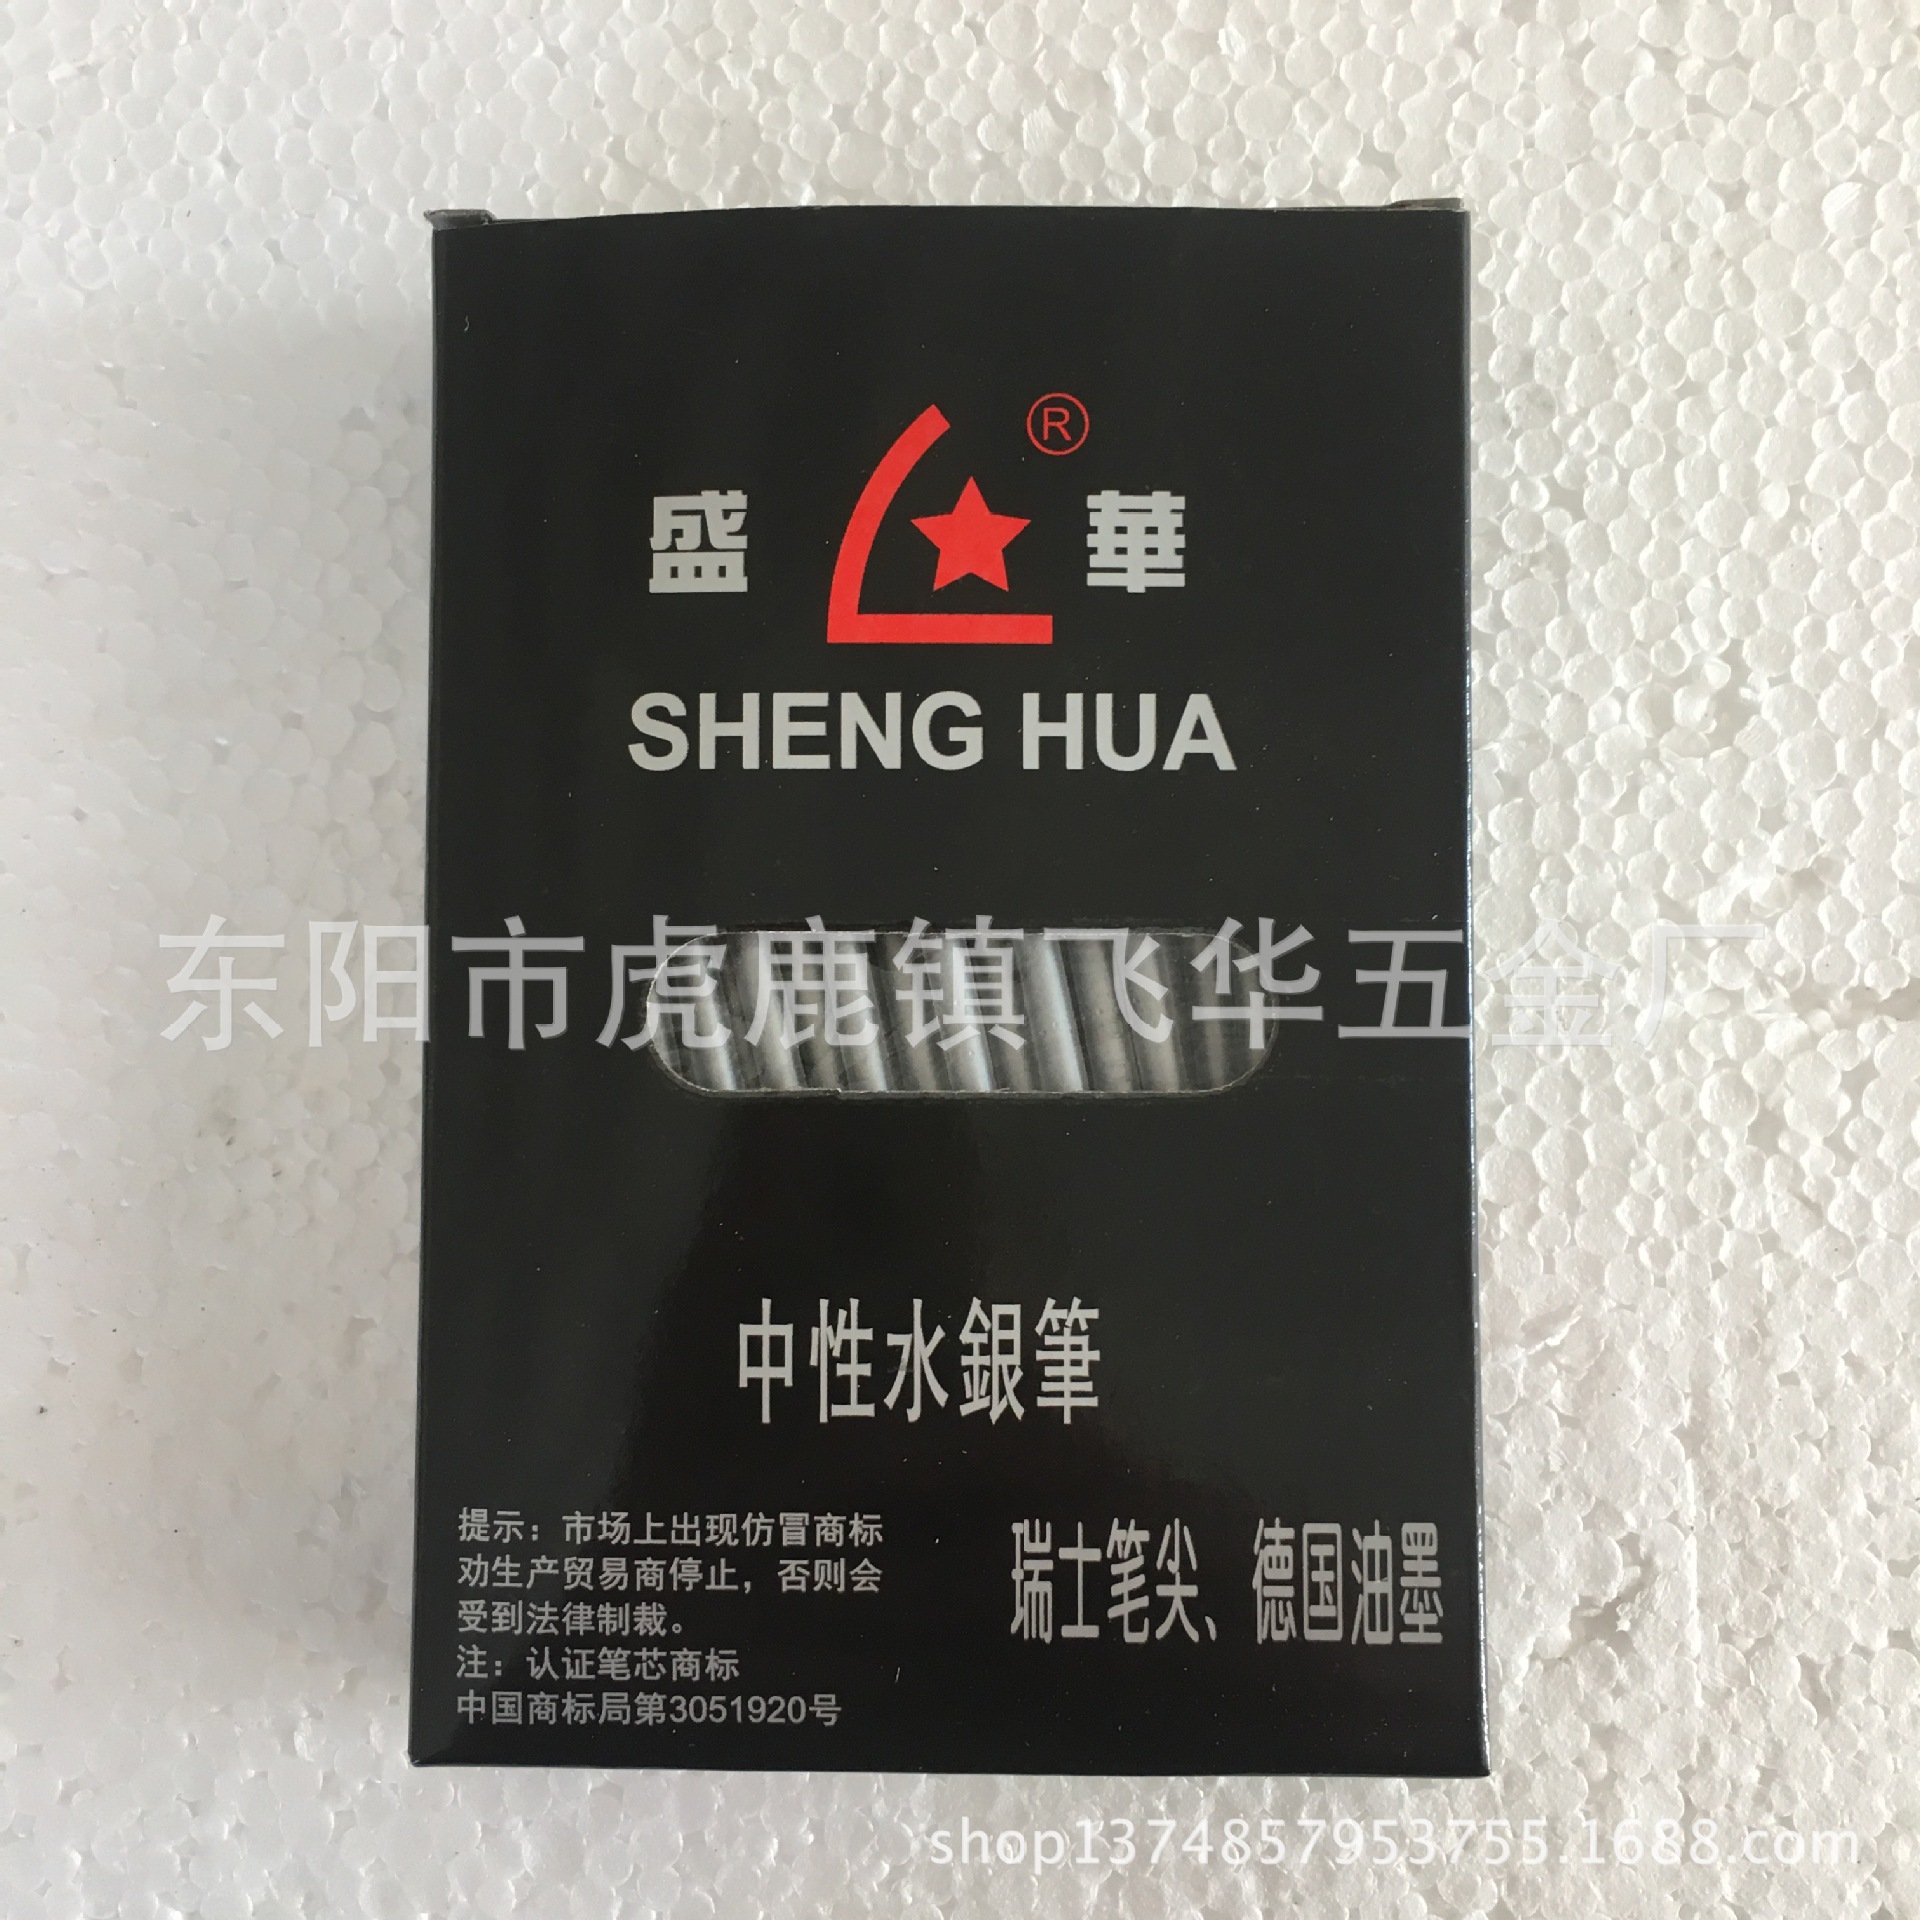 ®
盛 華
SHENG HUA
东阳市虎鹿镇飞华五金厂
中性水銀筆
提示：市场上出现仿冒商标
劝生产贸易商停止，否则会
受到法律制裁。
注：认证笔芯商标
中国商标局第3051920号
瑞士笔尖、德国油墨
shop1374857953755.1688.com